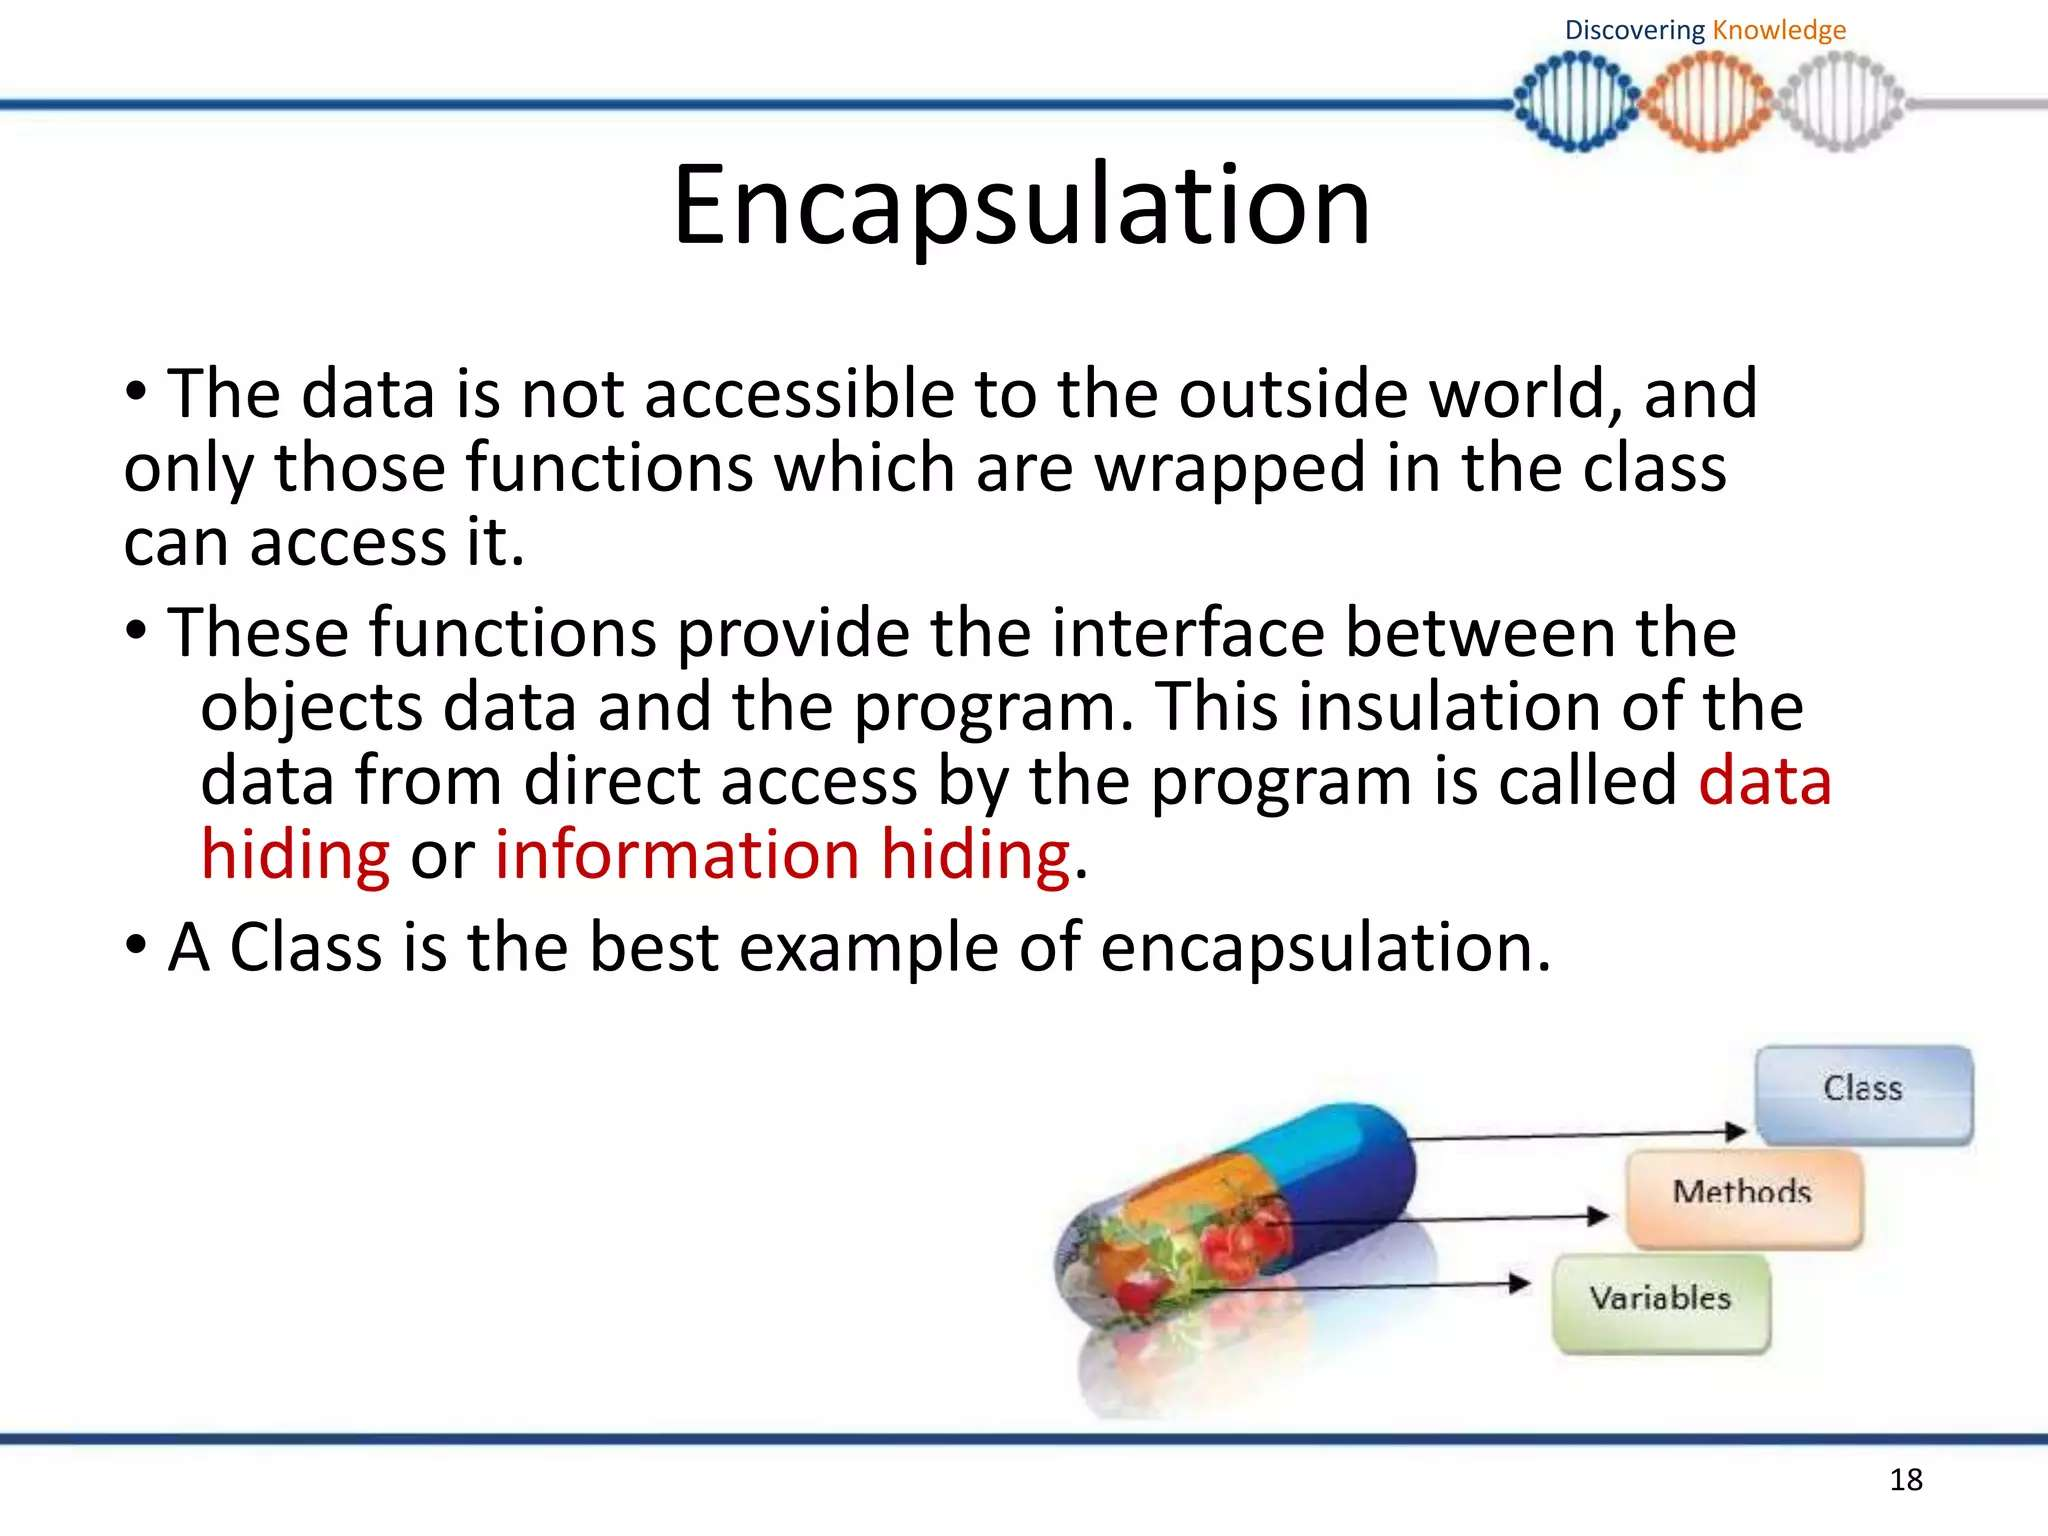 Discovering Knowledge
Encapsulation
• The data is not accessible to the outside world, and
only those functions which are wrapped in the class
can access it.
• These functions provide the interface between the
objects data and the program. This insulation of the
data from direct access by the program is called data
hiding or information hiding.
• A Class is the best example of encapsulation.
Class
Methods
Variables
18